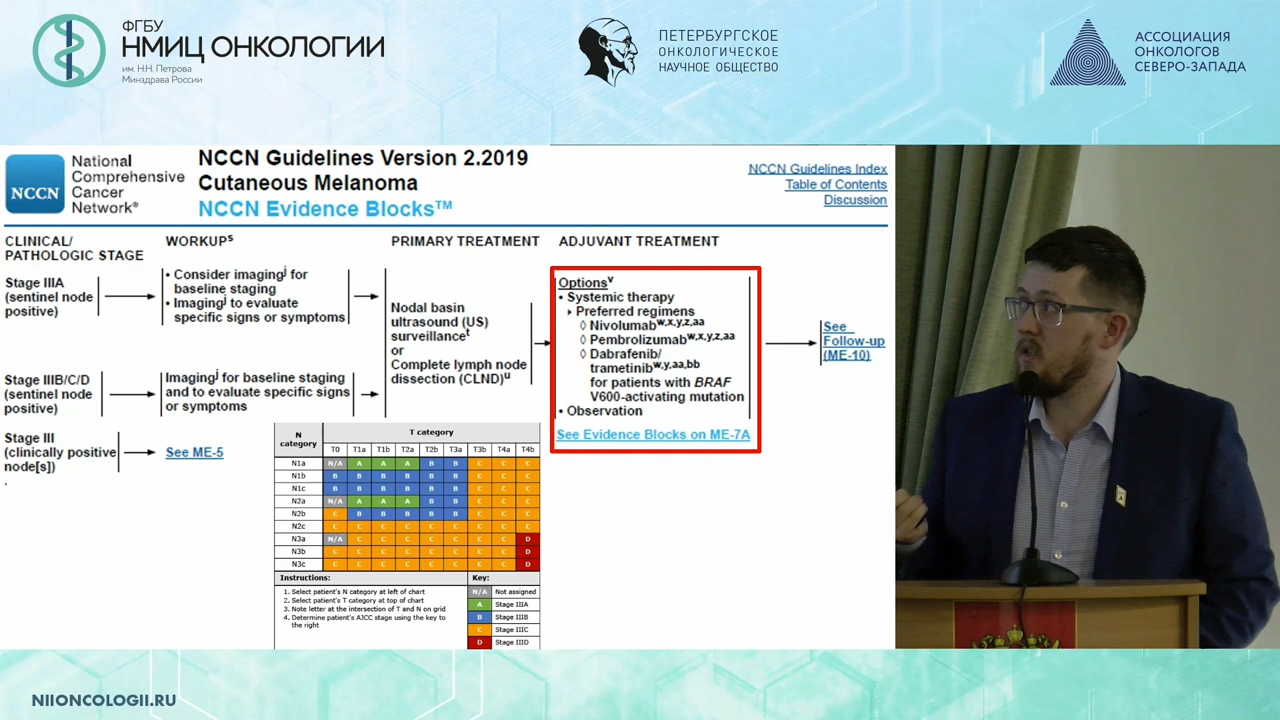 ФГБУ
НМИЦ ОНКОЛОГИИ
им. Н.Н. Петрова
Минздрава России
ПЕТЕРБУРГСКОЕ
ОНКОЛОГИЧЕСКОЕ
НАУЧНОЕ ОБЩЕСТВО
АССОЦИАЦИЯ
ОНКОЛОГОВ
СЕВЕРО-ЗАПАДА
NCCN
National
Comprehensive
Cancer
Network®
NCCN Guidelines Version 2.2019
Cutaneous Melanoma
NCCN Evidence Blocks™
NCCN Guidelines Index
Table of Contents
Discussion
CLINICAL/
PATHOLOGIC STAGE
WORKUPˢ
PRIMARY TREATMENT
ADJUVANT TREATMENT
Stage IIIA
(sentinel node
positive)
• Consider imagingʲ for
baseline staging
• Imagingʲ to evaluate
specific signs or symptoms
Stage IIIB/C/D
(sentinel node
positive)
Imagingʲ for baseline staging
and to evaluate specific signs
or symptoms
Stage III
(clinically positive
node[s])
See ME-5
Nodal basin
ultrasound (US)
surveillanceᵗ
or
Complete lymph node
dissection (CLND)ᵘ
Optionsᵛ
• Systemic therapy
‣ Preferred regimens
◊ Nivolumabʷ,ˣ,ʸ,ᶻ,ᵃᵃ
◊ Pembrolizumabʷ,ˣ,ʸ,ᶻ,ᵃᵃ
◊ Dabrafenib/
trametinibʷ,ʸ,ᵃᵃ,ᵇᵇ
for patients with BRAF
V600-activating mutation
• Observation
See Evidence Blocks on ME-7A
See
Follow-up
(ME-10)
N category T category
T0 T1a T1b T2a T2b T3a T3b T4a T4b
N1a N/A A A A B B C C C
N1b B B B B B B C C C
N1c B B B B B B C C C
N2a N/A A A A B B C C C
N2b C B B B B B C C C
N2c C C C C C C C C C
N3a N/A C C C C C C C D
N3b C C C C C C C C D
N3c C C C C C C C C D
Instructions:
1. Select patient's N category at left of chart
2. Select patient's T category at top of chart
3. Note letter at the intersection of T and N on grid
4. Determine patient's AJCC stage using the key to
the right
Key:
N/A Not assigned
A Stage IIIA
B Stage IIIB
C Stage IIIC
D Stage IIID
NIIONCOLOGII.RU